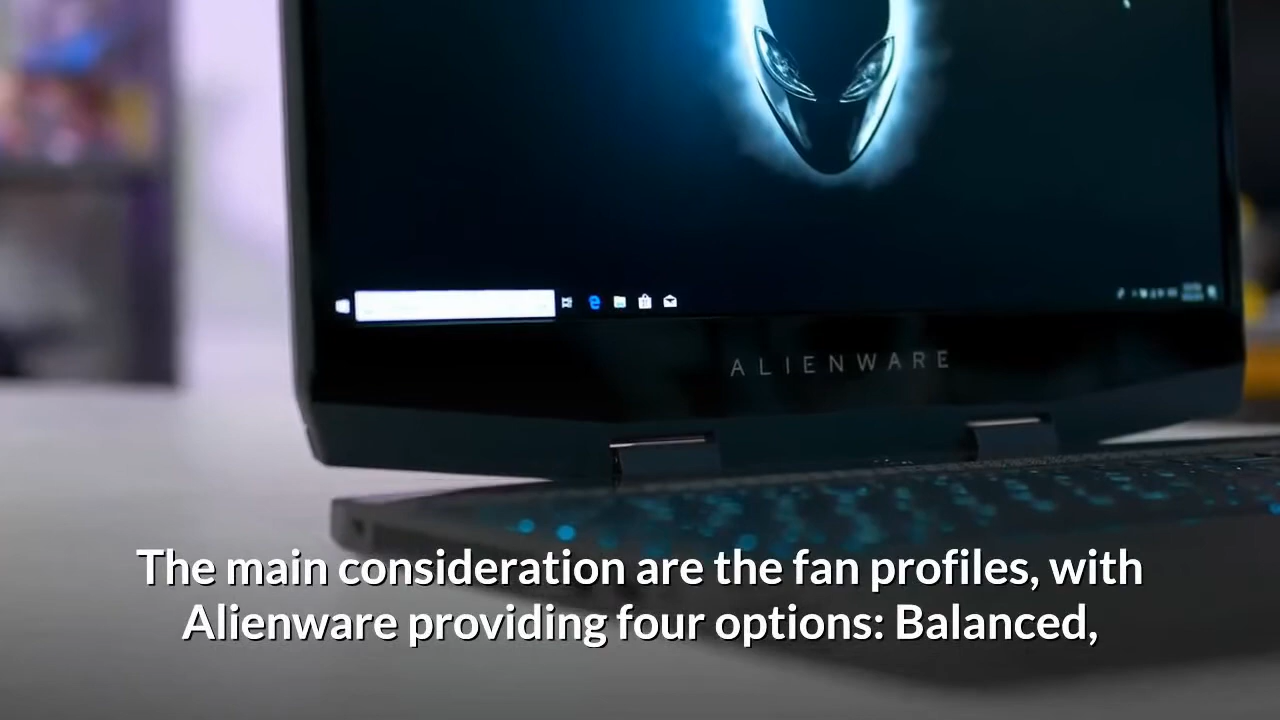 ALIENWARE
The main consideration are the fan profiles, with
Alienware providing four options: Balanced,